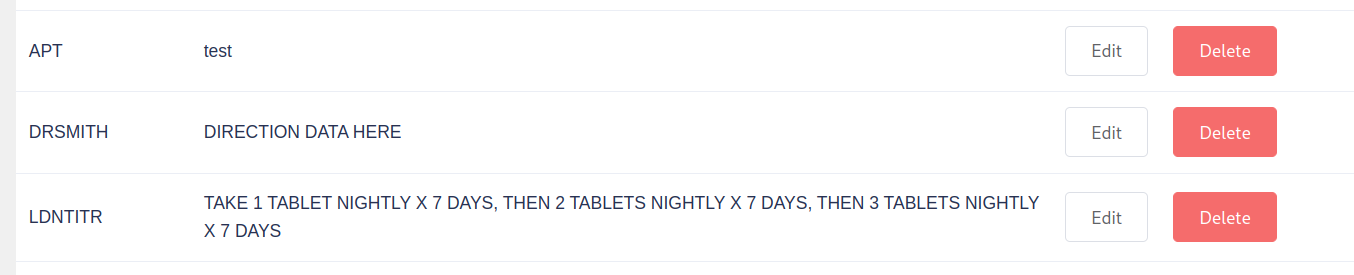 APT test Edit Delete
DRSMITH DIRECTION DATA HERE Edit Delete
LDNTITR TAKE 1 TABLET NIGHTLY X 7 DAYS, THEN 2 TABLETS NIGHTLY X 7 DAYS, THEN 3 TABLETS NIGHTLY
X 7 DAYS Edit Delete